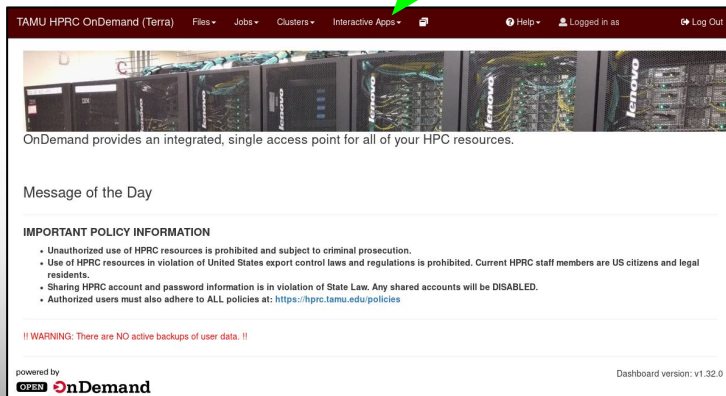 TAMU HPRC OnDemand (Terra) Files Jobs Clusters Interactive Apps Help Logged in as Log Out
IBM
lenovo lenovo lenovo lenovo
OnDemand provides an integrated, single access point for all of your HPC resources.
Message of the Day
IMPORTANT POLICY INFORMATION
• Unauthorized use of HPRC resources is prohibited and subject to criminal prosecution.
• Use of HPRC resources in violation of United States export control laws and regulations is prohibited. Current HPRC staff members are US citizens and legal
residents.
• Sharing HPRC account and password information is in violation of State Law. Any shared accounts will be DISABLED.
• Authorized users must also adhere to ALL policies at: https://hprc.tamu.edu/policies
!! WARNING: There are NO active backups of user data. !!
powered by
OPEN OnDemand
Dashboard version: v1.32.0